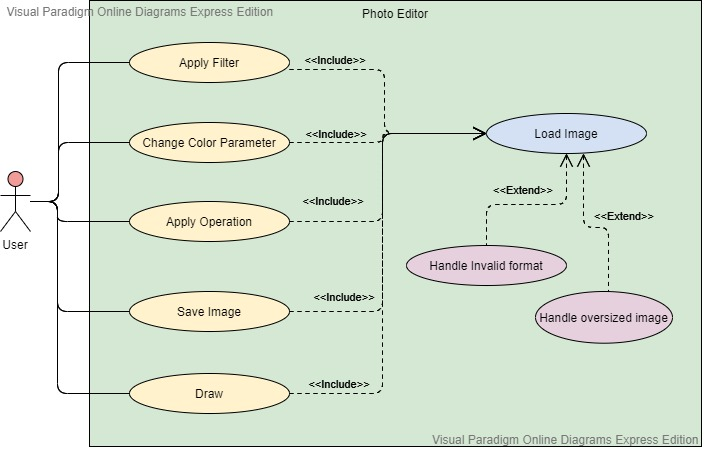 Visual Paradigm Online Diagrams Express Edition
Photo Editor
Apply Filter
<<Include>>
Change Color Parameter
<<Include>>
Load Image
User
Apply Operation
<<Include>>
<<Extend>>
<<Extend>>
Handle Invalid format
Save Image
<<Include>>
Handle oversized image
Draw
<<Include>>
Visual Paradigm Online Diagrams Express Edition